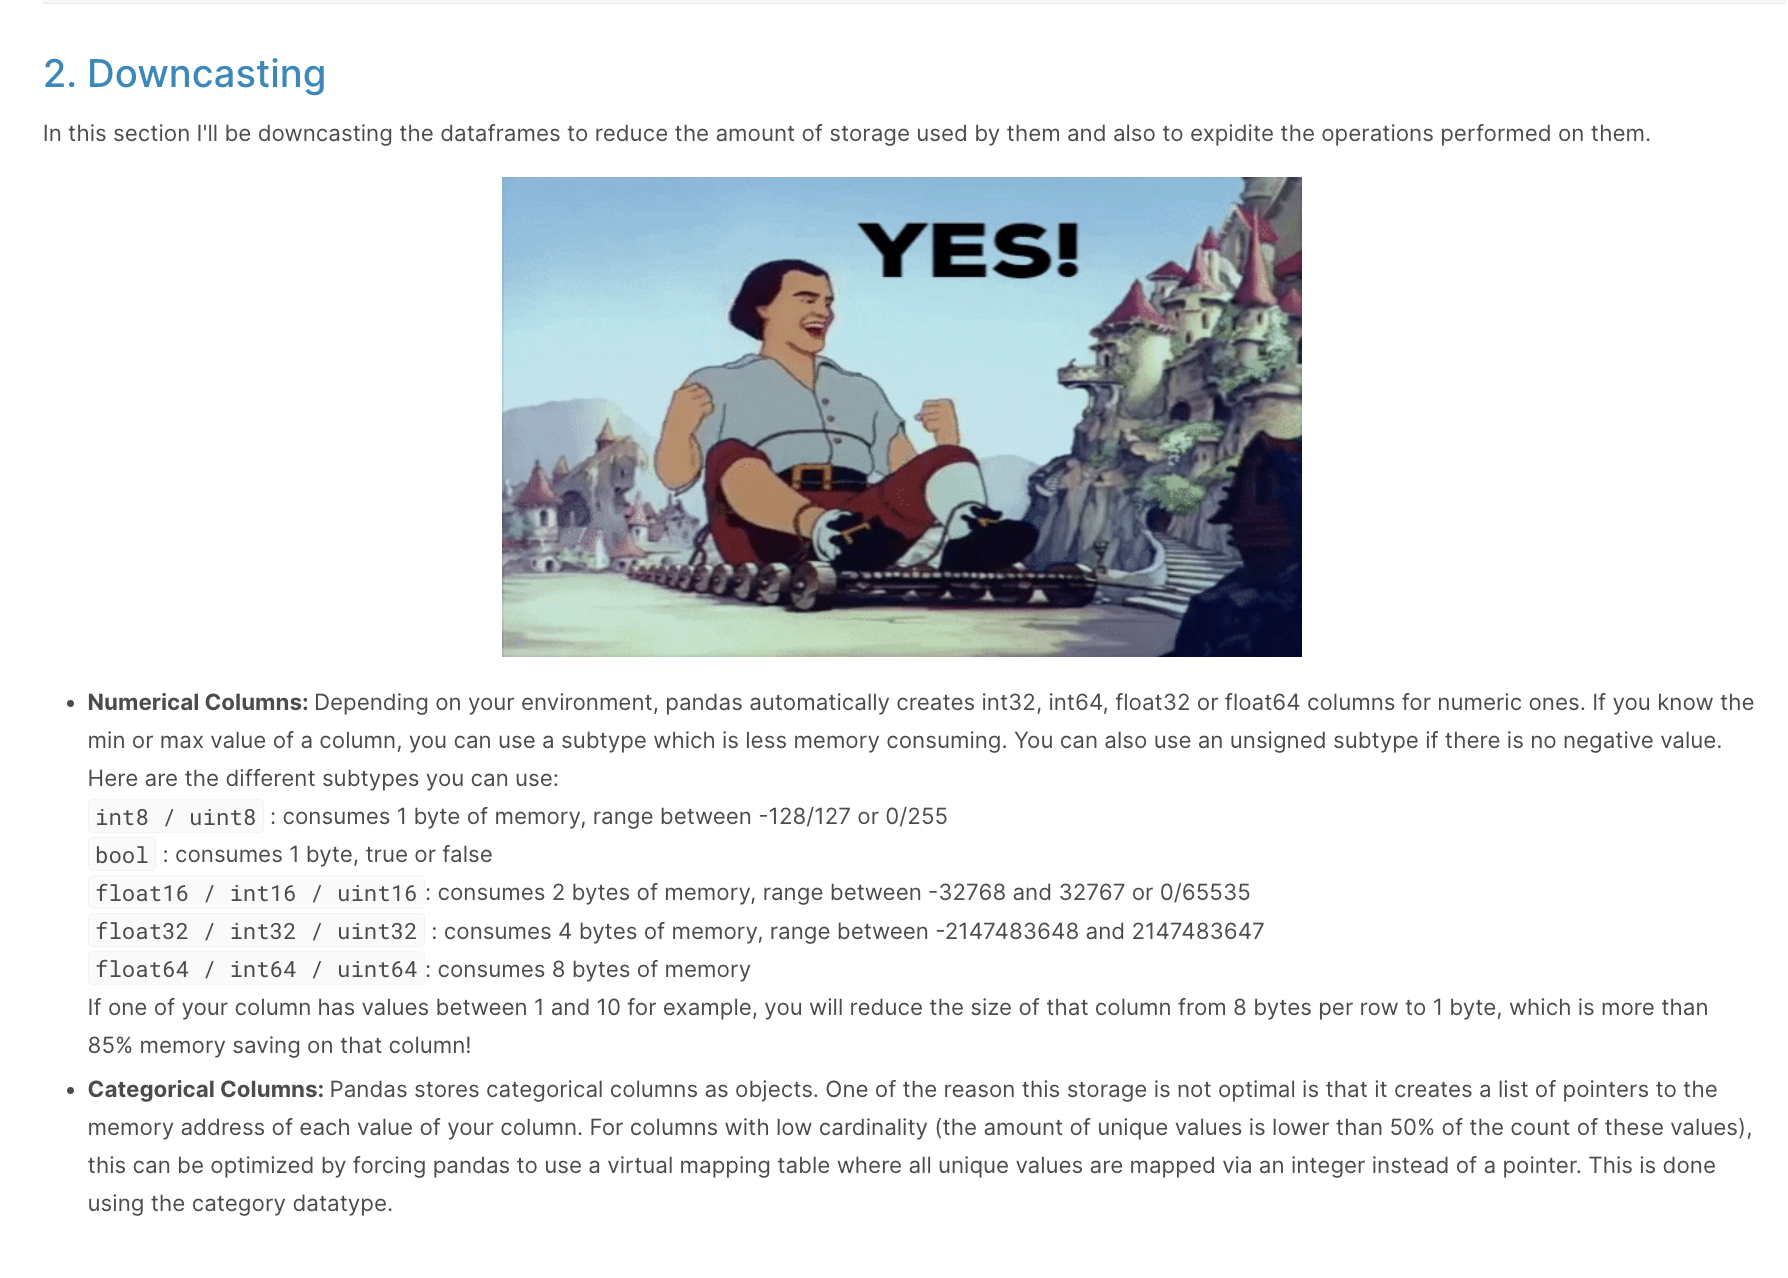 2. Downcasting
In this section I'll be downcasting the dataframes to reduce the amount of storage used by them and also to expidite the operations performed on them.
YES!
• Numerical Columns: Depending on your environment, pandas automatically creates int32, int64, float32 or float64 columns for numeric ones. If you know the
min or max value of a column, you can use a subtype which is less memory consuming. You can also use an unsigned subtype if there is no negative value.
Here are the different subtypes you can use:
int8 / uint8 : consumes 1 byte of memory, range between -128/127 or 0/255
bool : consumes 1 byte, true or false
float16 / int16 / uint16 : consumes 2 bytes of memory, range between -32768 and 32767 or 0/65535
float32 / int32 / uint32 : consumes 4 bytes of memory, range between -2147483648 and 2147483647
float64 / int64 / uint64 : consumes 8 bytes of memory
If one of your column has values between 1 and 10 for example, you will reduce the size of that column from 8 bytes per row to 1 byte, which is more than
85% memory saving on that column!
• Categorical Columns: Pandas stores categorical columns as objects. One of the reason this storage is not optimal is that it creates a list of pointers to the
memory address of each value of your column. For columns with low cardinality (the amount of unique values is lower than 50% of the count of these values),
this can be optimized by forcing pandas to use a virtual mapping table where all unique values are mapped via an integer instead of a pointer. This is done
using the category datatype.